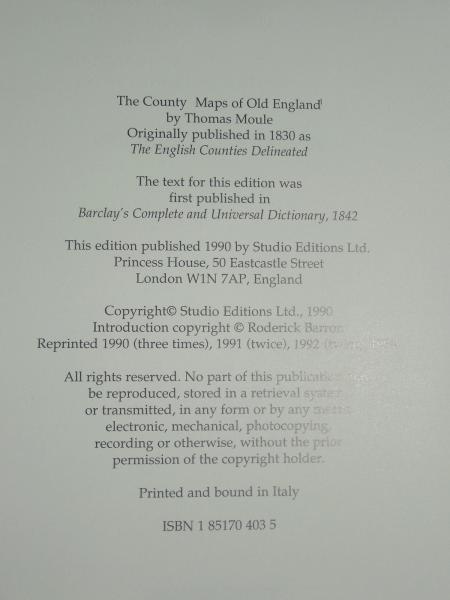 The County Maps of Old England
by Thomas Moule
Originally published in 1830 as
The English Counties Delineated
The text for this edition was
first published in
Barclay's Complete and Universal Dictionary, 1842
This edition published 1990 by Studio Editions Ltd.
Princess House, 50 Eastcastle Street
London W1N 7AP, England
Copyright© Studio Editions Ltd., 1990
Introduction copyright © Roderick Barron
Reprinted 1990 (three times), 1991 (twice), 1992
All rights reserved. No part of this publication
be reproduced, stored in a retrieval system
or transmitted, in any form or by any means
electronic, mechanical, photocopying,
recording or otherwise, without the prior
permission of the copyright holder.
Printed and bound in Italy
ISBN 1 85170 403 5